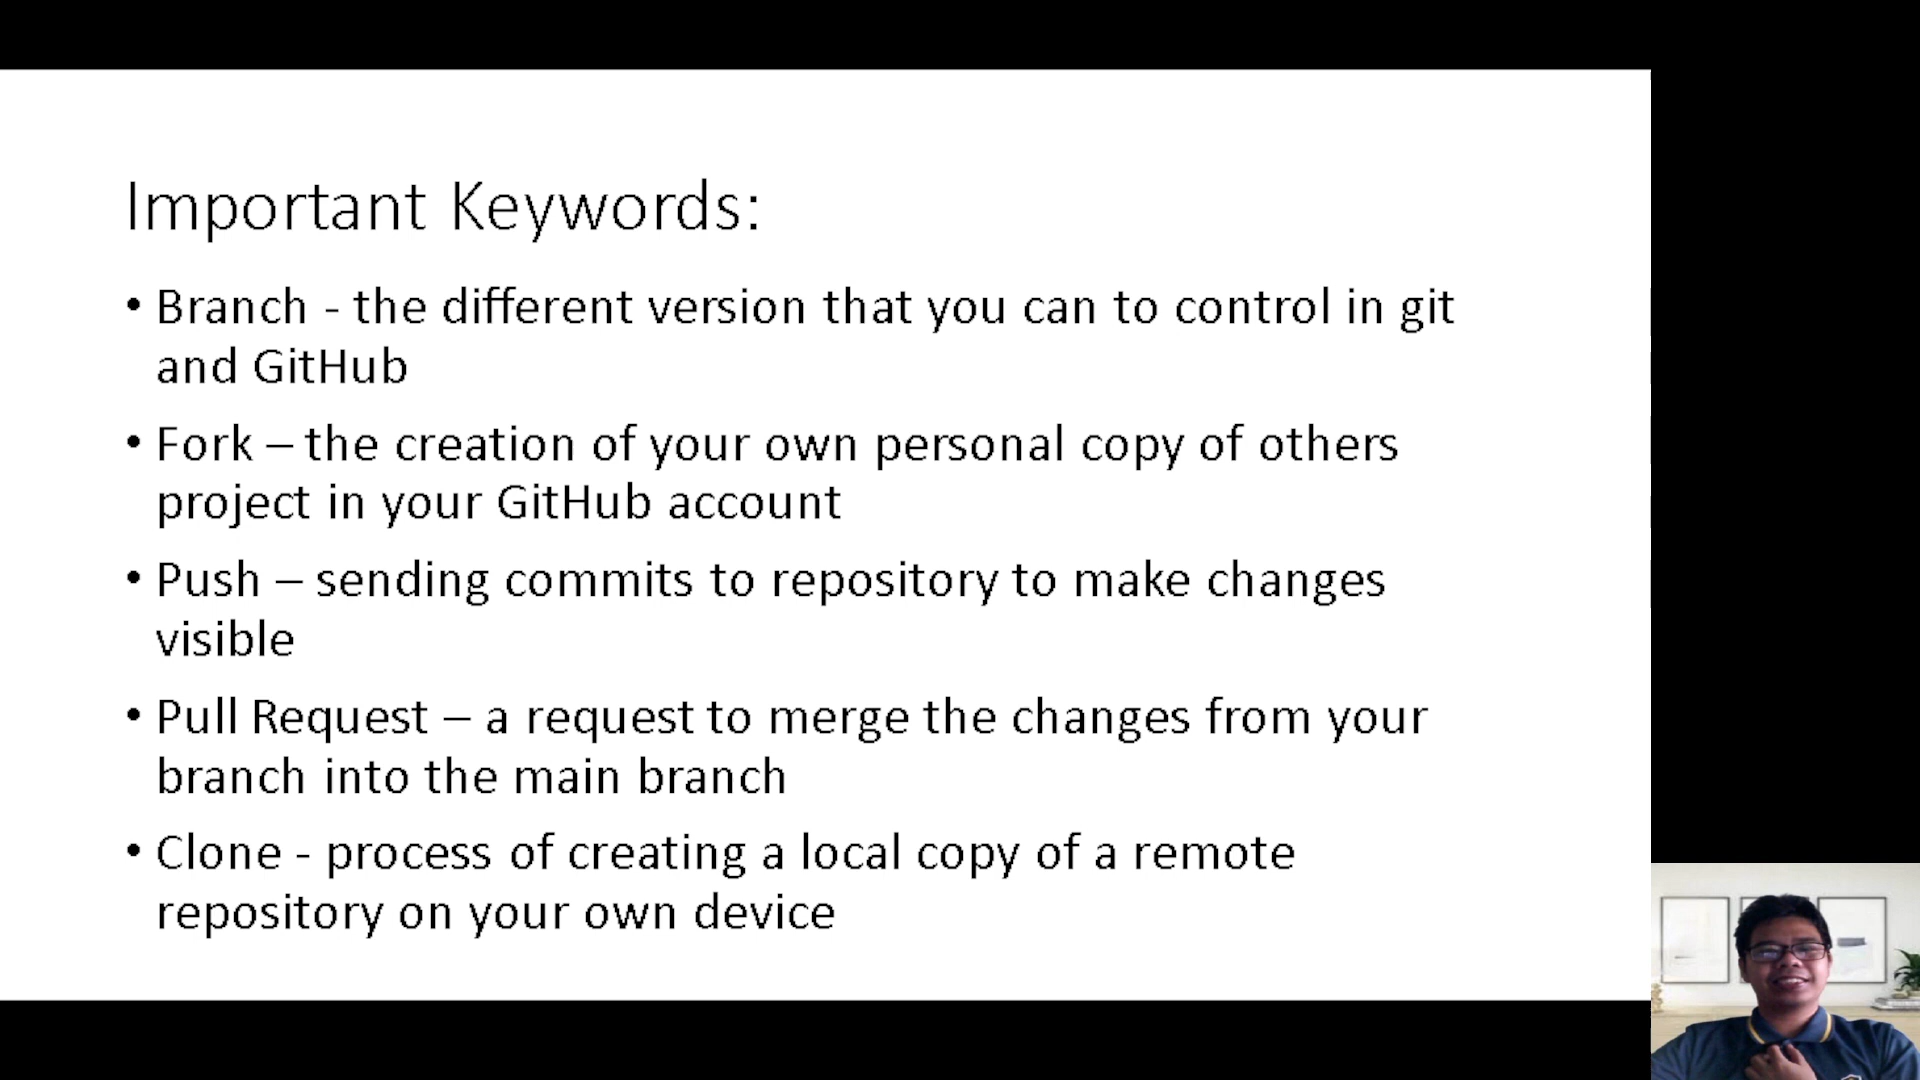 Important Keywords:
• Branch - the different version that you can to control in git
and GitHub
• Fork – the creation of your own personal copy of others
project in your GitHub account
• Push – sending commits to repository to make changes
visible
• Pull Request – a request to merge the changes from your
branch into the main branch
• Clone - process of creating a local copy of a remote
repository on your own device